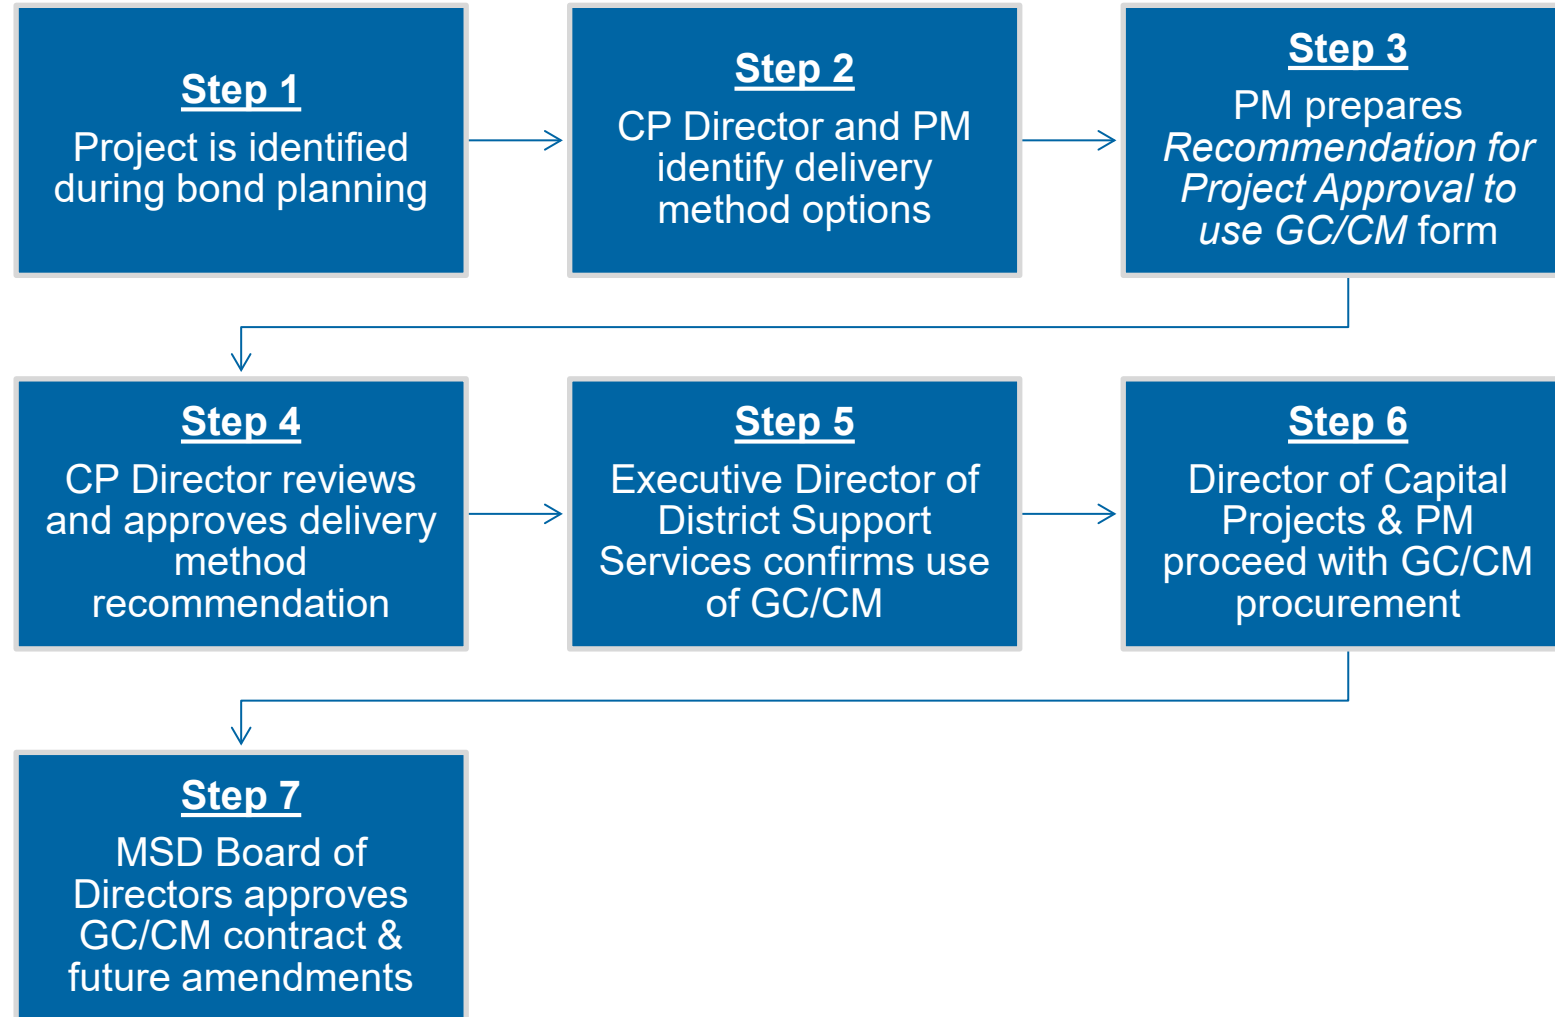 Step 1
Project is identified
during bond planning
Step 2
CP Director and PM
identify delivery
method options
Step 3
PM prepares
Recommendation for
Project Approval to
use GC/CM form
Step 4
CP Director reviews
and approves delivery
method
recommendation
Step 5
Executive Director of
District Support
Services confirms use
of GC/CM
Step 6
Director of Capital
Projects & PM
proceed with GC/CM
procurement
Step 7
MSD Board of
Directors approves
GC/CM contract &
future amendments